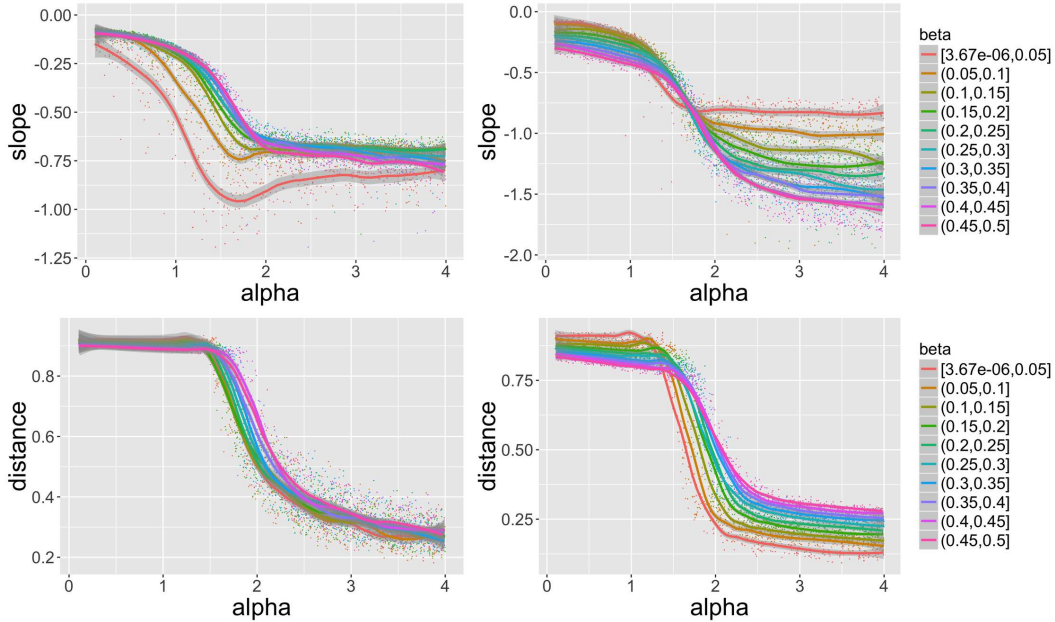 0.00
-0.25
-0.50
-0.75
-1.00
-1.25
slope
0 1 2 3 4
alpha
0.0
-0.5
-1.0
-1.5
-2.0
slope
0 1 2 3 4
alpha
beta
[3.67e-06,0.05]
(0.05,0.1]
(0.1,0.15]
(0.15,0.2]
(0.2,0.25]
(0.25,0.3]
(0.3,0.35]
(0.35,0.4]
(0.4,0.45]
(0.45,0.5]
0.8
0.6
0.4
0.2
distance
0 1 2 3 4
alpha
0.75
0.50
0.25
distance
0 1 2 3 4
alpha
beta
[3.67e-06,0.05]
(0.05,0.1]
(0.1,0.15]
(0.15,0.2]
(0.2,0.25]
(0.25,0.3]
(0.3,0.35]
(0.35,0.4]
(0.4,0.45]
(0.45,0.5]